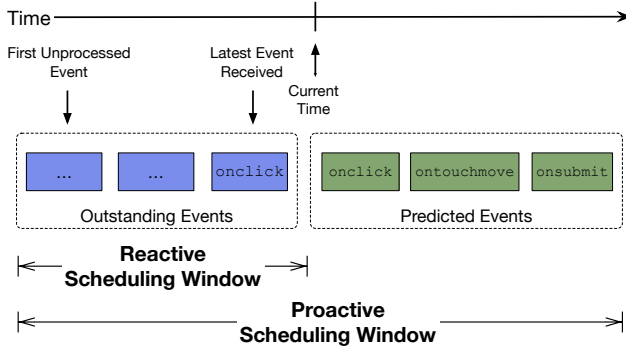 Time
First Unprocessed
Event
Latest Event
Received
Current
Time
...
...
onclick
onclick
ontouchmove
onsubmit
Outstanding Events
Predicted Events
Reactive
Scheduling Window
Proactive
Scheduling Window